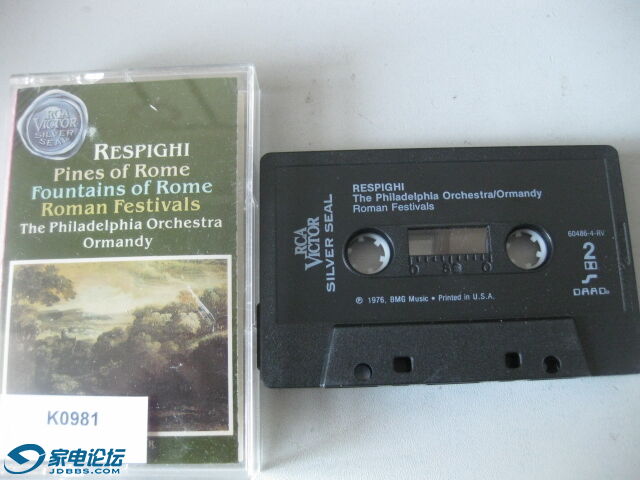 RCA
VICTOR
SILVER
SEAL
RESPIGHI
Pines of Rome
Fountains of Rome
Roman Festivals
The Philadelphia Orchestra
Ormandy
K0981
家电论坛
JDBBS.COM
RCA
VICTOR
SILVER SEAL
RESPIGHI
The Philadelphia Orchestra/Ormandy
Roman Festivals
60486-4-RV
2
℗ 1976, BMG Music • Printed in U.S.A.